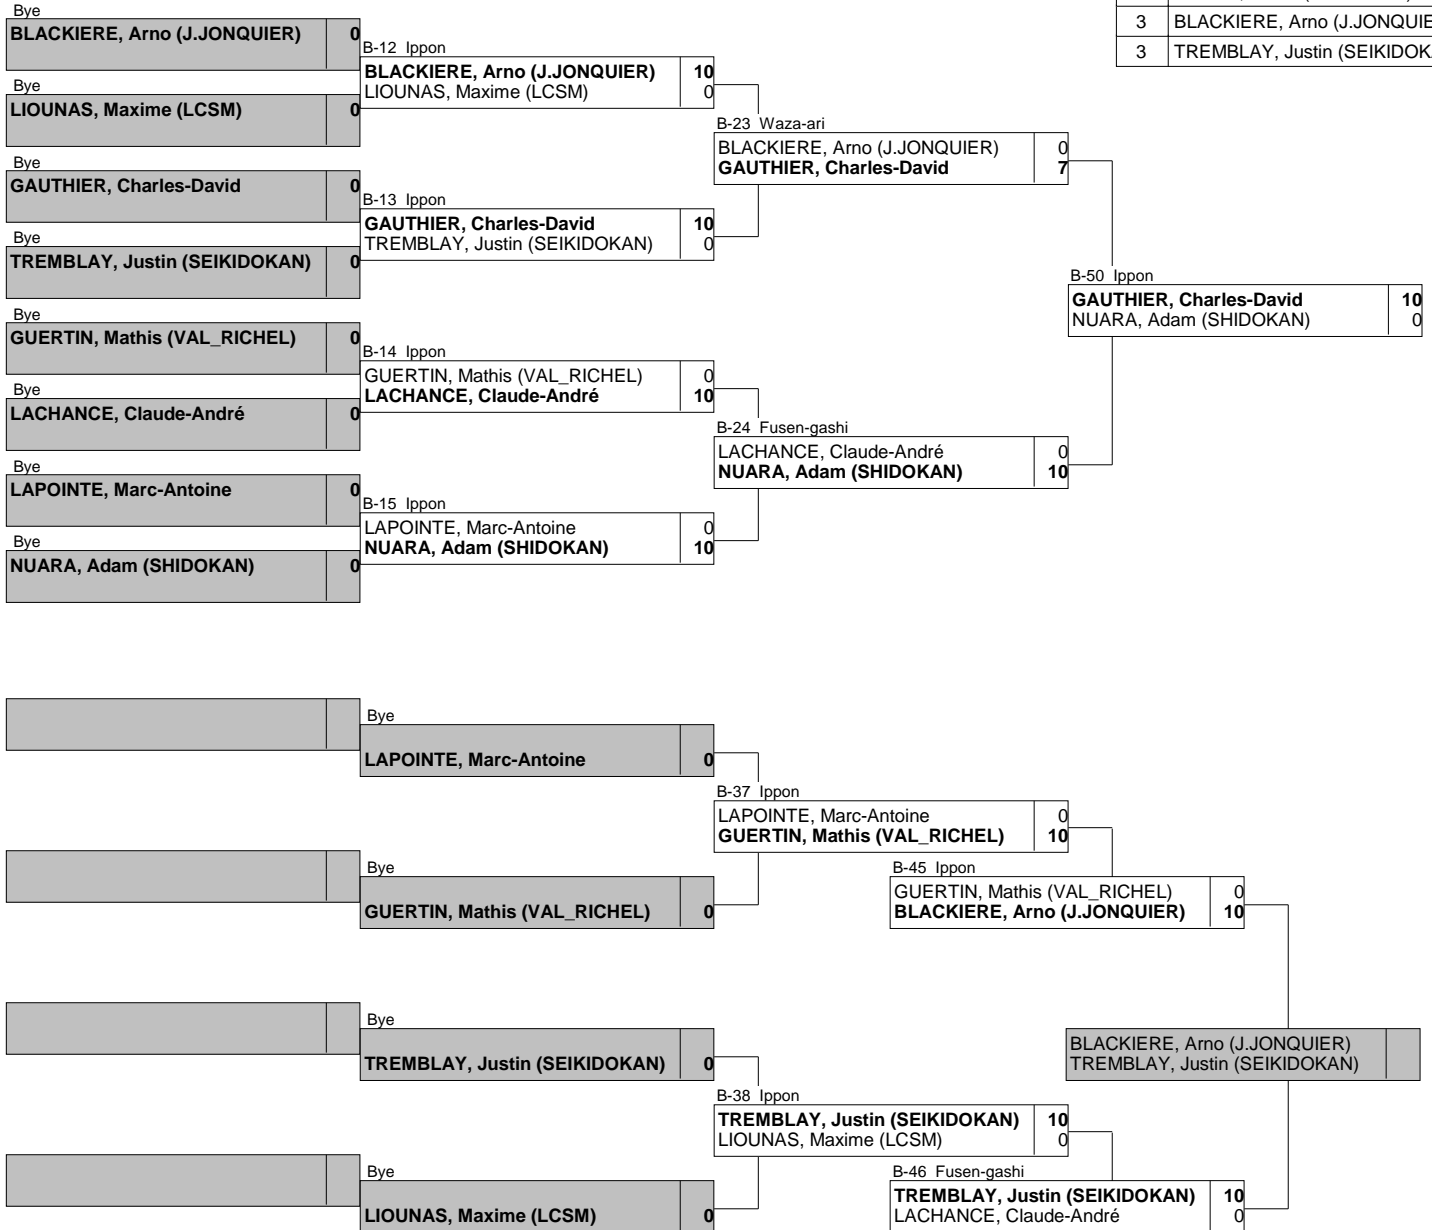 3 BLACKIERE, Arno (J.JONQUIE
3 TREMBLAY, Justin (SEIKIDOK
Bye
BLACKIERE, Arno (J.JONQUIER) 0
Bye
LIOUNAS, Maxime (LCSM) 0
Bye
GAUTHIER, Charles-David 0
Bye
TREMBLAY, Justin (SEIKIDOKAN) 0
Bye
GUERTIN, Mathis (VAL_RICHEL) 0
Bye
LACHANCE, Claude-André 0
Bye
LAPOINTE, Marc-Antoine 0
Bye
NUARA, Adam (SHIDOKAN) 0
B-12 Ippon
BLACKIERE, Arno (J.JONQUIER) 10
LIOUNAS, Maxime (LCSM) 0
B-13 Ippon
GAUTHIER, Charles-David 10
TREMBLAY, Justin (SEIKIDOKAN) 0
B-14 Ippon
GUERTIN, Mathis (VAL_RICHEL) 0
LACHANCE, Claude-André 10
B-15 Ippon
LAPOINTE, Marc-Antoine 0
NUARA, Adam (SHIDOKAN) 10
B-23 Waza-ari
BLACKIERE, Arno (J.JONQUIER) 0
GAUTHIER, Charles-David 7
B-24 Fusen-gashi
LACHANCE, Claude-André 0
NUARA, Adam (SHIDOKAN) 10
B-50 Ippon
GAUTHIER, Charles-David 10
NUARA, Adam (SHIDOKAN) 0
Bye
LAPOINTE, Marc-Antoine 0
Bye
GUERTIN, Mathis (VAL_RICHEL) 0
Bye
TREMBLAY, Justin (SEIKIDOKAN) 0
Bye
LIOUNAS, Maxime (LCSM) 0
B-37 Ippon
LAPOINTE, Marc-Antoine 0
GUERTIN, Mathis (VAL_RICHEL) 10
B-38 Ippon
TREMBLAY, Justin (SEIKIDOKAN) 10
LIOUNAS, Maxime (LCSM) 0
B-45 Ippon
GUERTIN, Mathis (VAL_RICHEL) 0
BLACKIERE, Arno (J.JONQUIER) 10
B-46 Fusen-gashi
TREMBLAY, Justin (SEIKIDOKAN) 10
LACHANCE, Claude-André 0
BLACKIERE, Arno (J.JONQUIER)
TREMBLAY, Justin (SEIKIDOKAN)